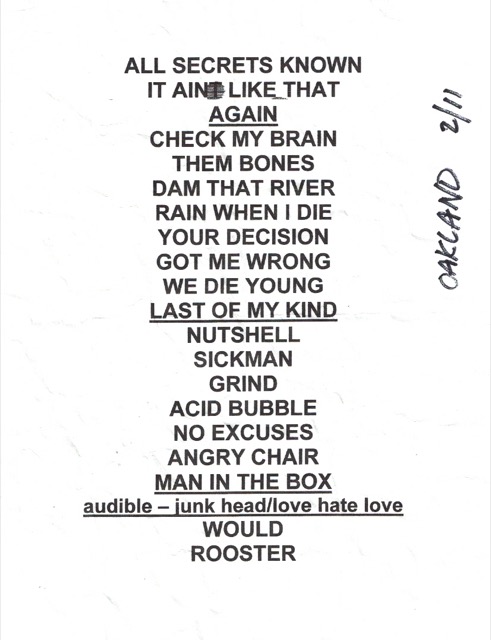 ALL SECRETS KNOWN
IT AINT LIKE THAT
AGAIN
CHECK MY BRAIN
THEM BONES
DAM THAT RIVER
RAIN WHEN I DIE
YOUR DECISION
GOT ME WRONG
WE DIE YOUNG
LAST OF MY KIND
NUTSHELL
SICKMAN
GRIND
ACID BUBBLE
NO EXCUSES
ANGRY CHAIR
MAN IN THE BOX
audible – junk head/love hate love
WOULD
ROOSTER
OAKLAND 2/11